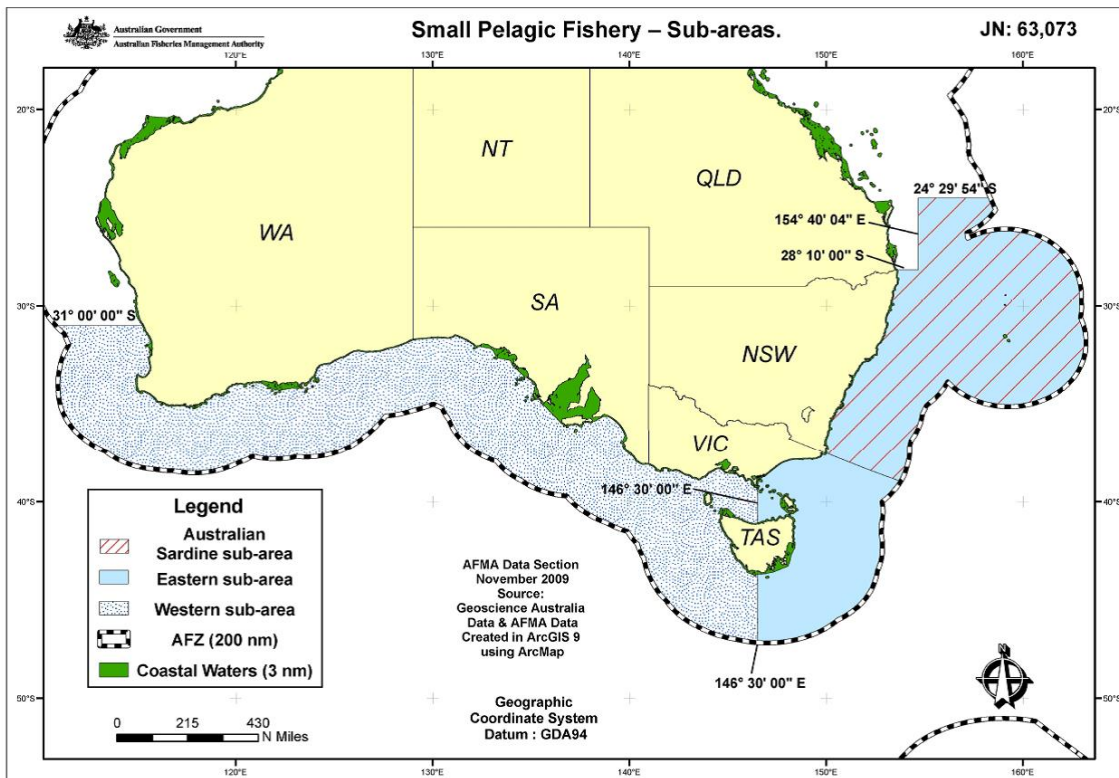 Australian Government
Australian Fisheries Management Authority
Small Pelagic Fishery – Sub-areas.
JN: 63,073
120°E
130°E
140°E
150°E
160°E
20°S
20°S
NT
QLD
24° 29' 54" S
154° 40' 04" E
WA
28° 10' 00" S
SA
30°S
30°S
31° 00' 00" S
NSW
VIC
146° 30' 00" E
40°S
40°S
TAS
Legend
Australian
Sardine sub-area
Eastern sub-area
Western sub-area
AFZ (200 nm)
Coastal Waters (3 nm)
AFMA Data Section
November 2009
Source:
Geoscience Australia
Data & AFMA Data
Created in ArcGIS 9
using ArcMap
146° 30' 00" E
Geographic
Coordinate System
Datum : GDA94
50°S
50°S
0 215 430
N Miles
120°E
130°E
140°E
150°E
160°E